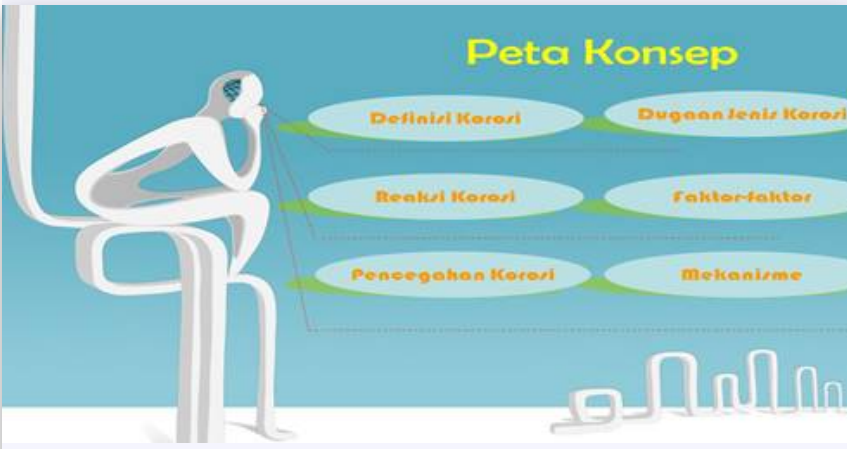 Peta Konsep
Definisi Korosi
Dugaan Jenis Korosi
Reaksi Korosi
Faktor-faktor
Pencegahan Korosi
Mekanisme